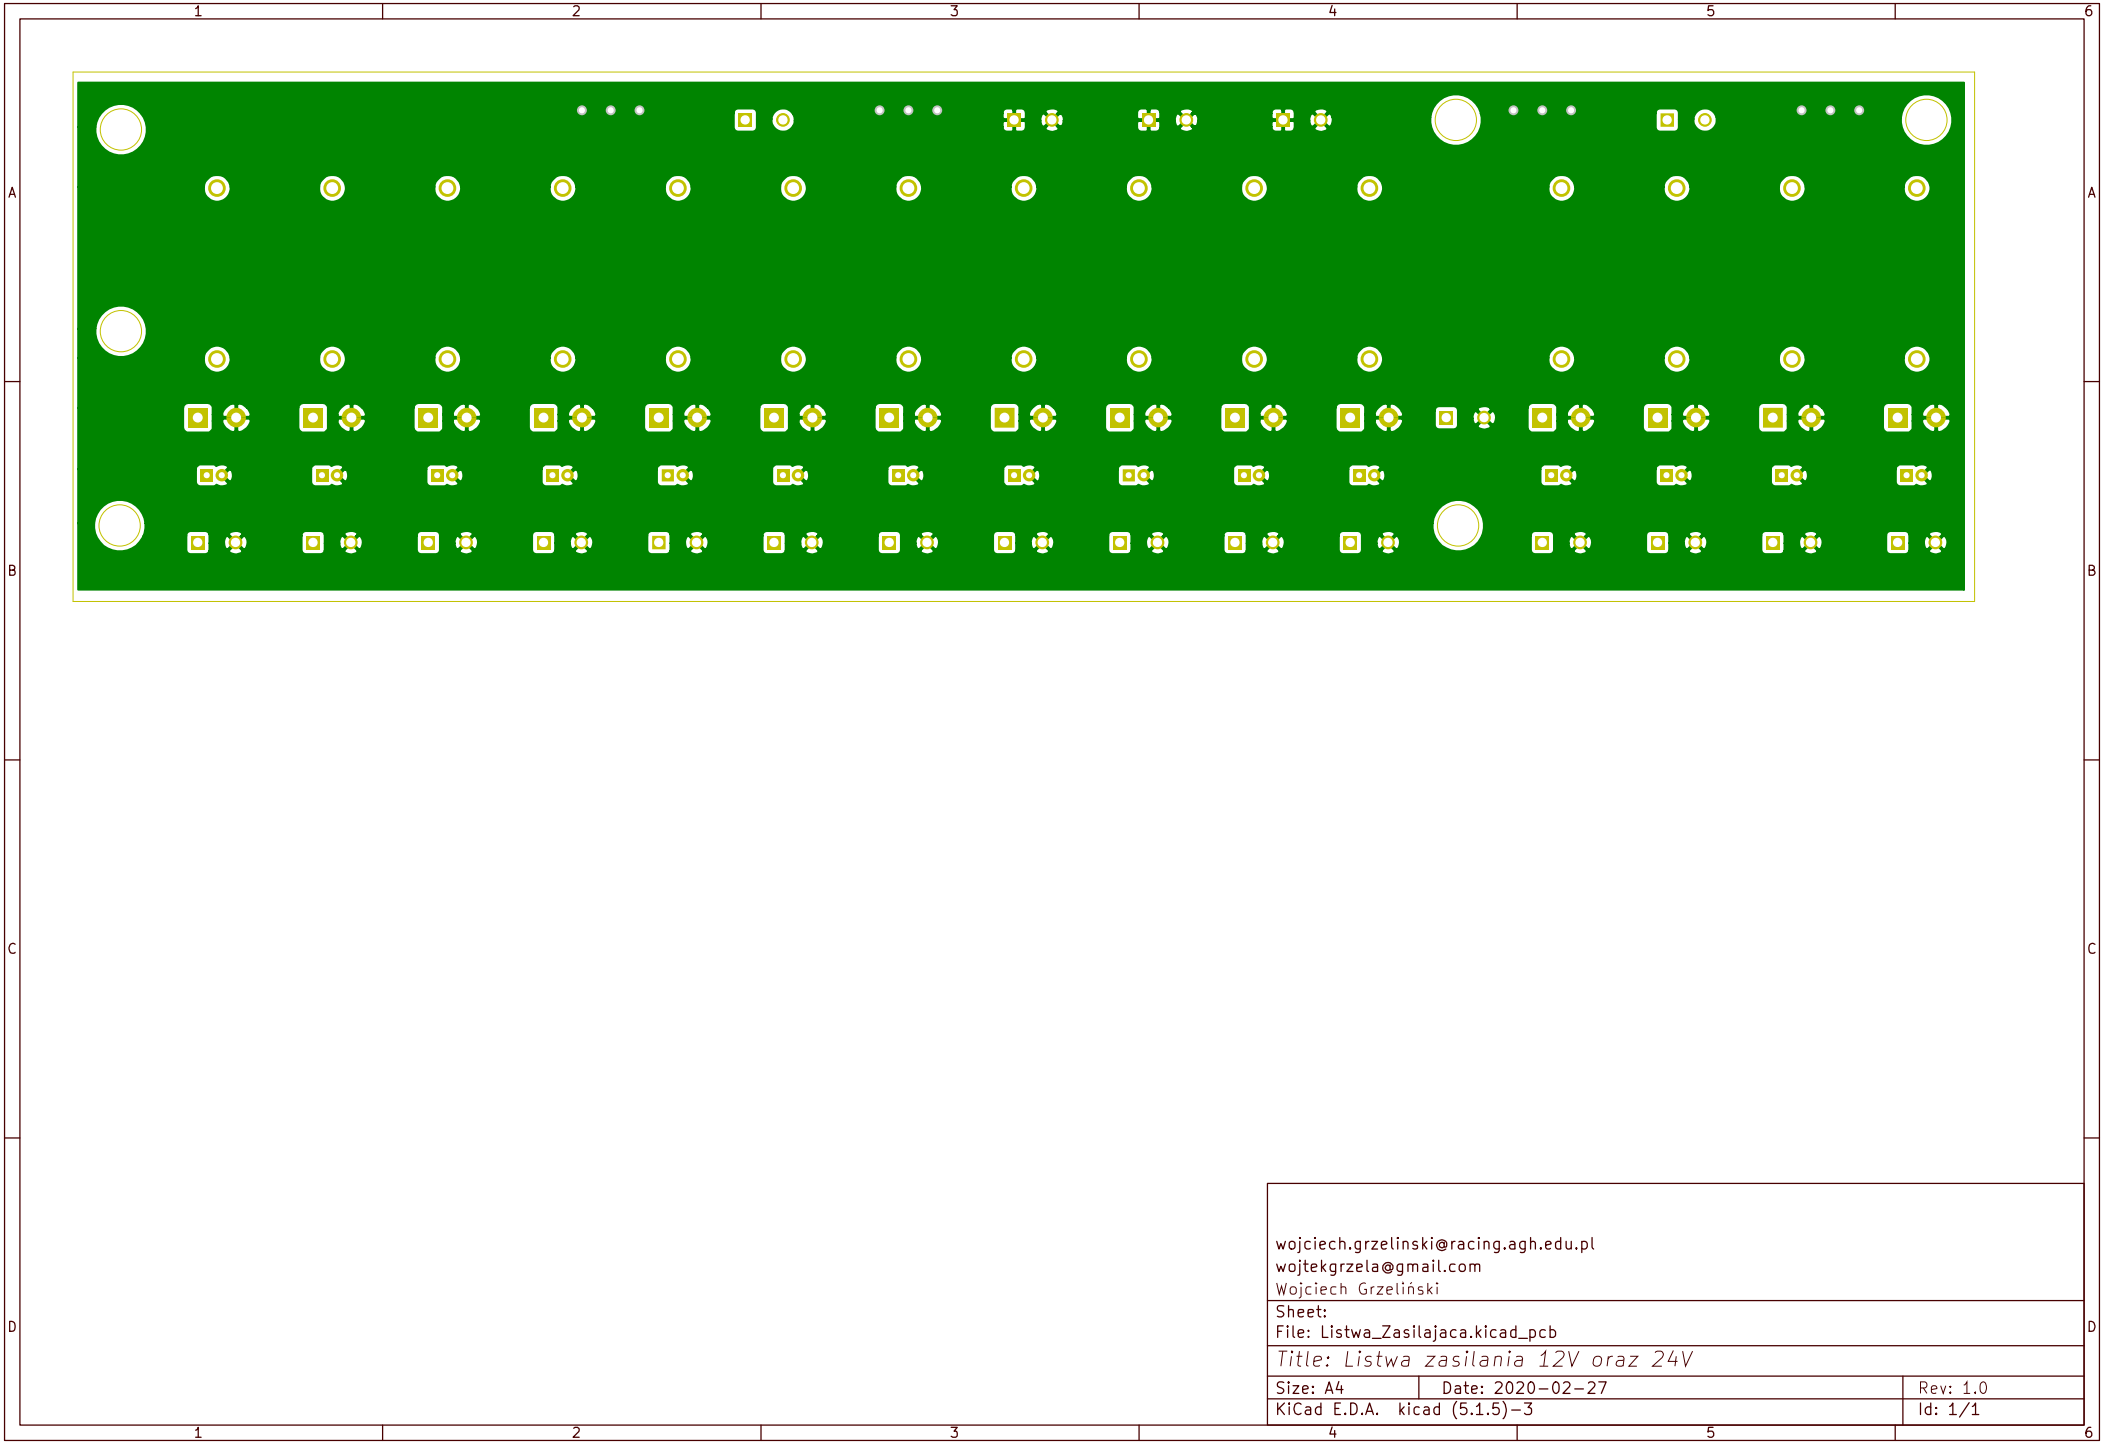 1 2 3 4 5 6
A A
B B
C C
D D
wojciech.grzelinski@racing.agh.edu.pl
wojtekgrzela@gmail.com
Wojciech Grzeliński
Sheet:
File: Listwa_Zasilajaca.kicad_pcb
Title: Listwa zasilania 12V oraz 24V
Size: A4 Date: 2020-02-27 Rev: 1.0
KiCad E.D.A. kicad (5.1.5)-3 Id: 1/1
1 2 3 4 5 6